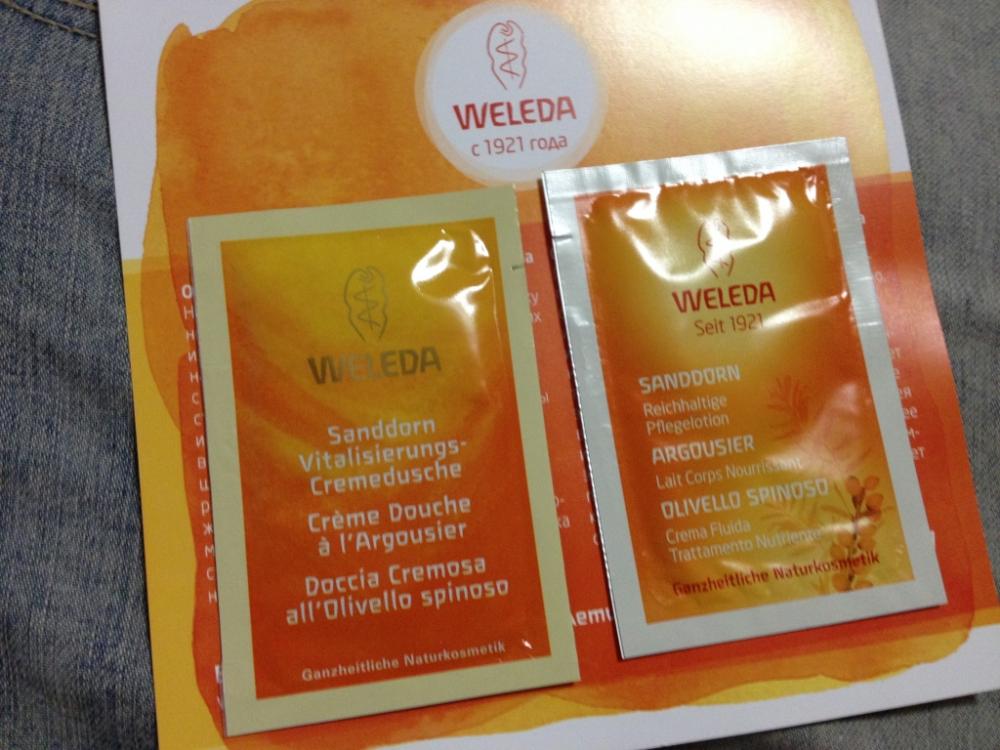 WELEDA
с 1921 года
WELEDA
Sanddorn
Vitalisierungs-
Cremedusche
Crème Douche
à l'Argousier
Doccia Cremosa
all'Olivello spinoso
Ganzheitliche Naturkosmetik
WELEDA
Seit 1921
SANDDORN
Reichhaltige
Pflegelotion
ARGOUSIER
Lait Corps Nourrissant
OLIVELLO SPINOSO
Crema Fluida
Trattamento Nutriente
Ganzheitliche Naturkosmetik